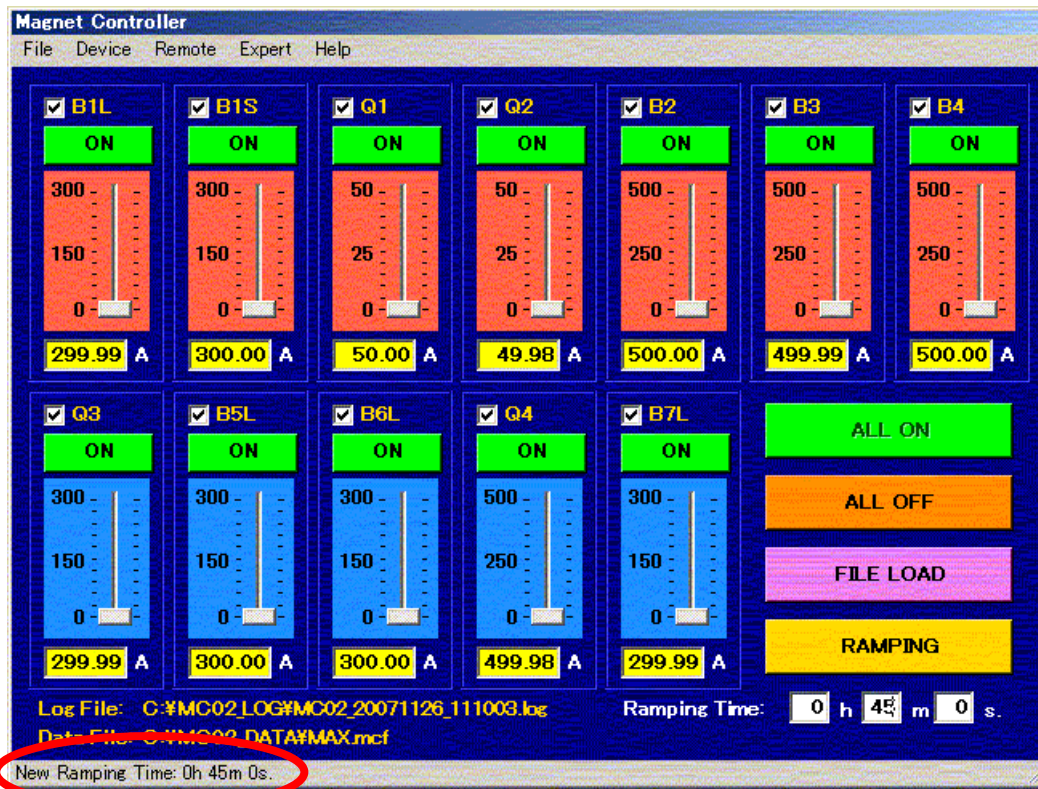 Magnet Controller
File Device Remote Expert Help
B1L B1S Q1 Q2 B2 B3 B4
ON ON ON ON ON ON ON
300 300 50 50 500 500 500
150 150 25 25 250 250 250
0 0 0 0 0 0 0
299.99 A 300.00 A 50.00 A 49.98 A 500.00 A 499.99 A 500.00 A
Q3 B5L B6L Q4 B7L
ON ON ON ON ON
300 300 300 500 300
150 150 150 250 150
0 0 0 0 0
299.99 A 300.00 A 300.00 A 499.98 A 299.99 A
ALL ON
ALL OFF
FILE LOAD
RAMPING
Log File: C:¥MC02_LOG¥MC02_20071126_111003.log
Ramping Time: 0 h 45 m 0 s.
Data File: C:¥MC02_DATA¥MAX.mcf
New Ramping Time: 0h 45m 0s.